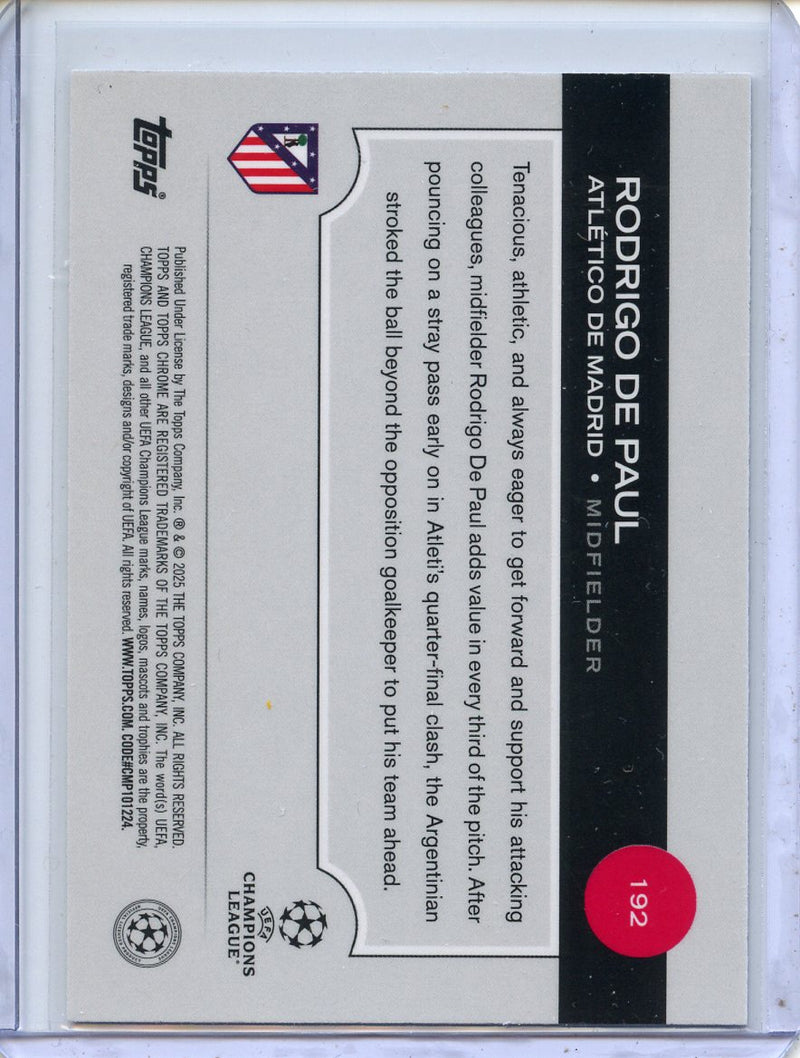 RODRIGO DE PAUL
ATLÉTICO DE MADRID • MIDFIELDER
192
Tenacious, athletic, and always eager to get forward and support his attacking
colleagues, midfielder Rodrigo De Paul adds value in every third of the pitch. After
pouncing on a stray pass early on in Atleti's quarter-final clash, the Argentinian
stroked the ball beyond the opposition goalkeeper to put his team ahead.
UEFA
CHAMPIONS
LEAGUE®
topps®
Published Under License by The Topps Company, Inc. ® & © 2025 THE TOPPS COMPANY, INC. ALL RIGHTS RESERVED.
TOPPS AND TOPPS CHROME ARE REGISTERED TRADEMARKS OF THE TOPPS COMPANY, INC. The word(s) UEFA,
CHAMPIONS LEAGUE, and all other UEFA Champions League marks, names, logos, mascots and trophies are the property,
registered trade marks, designs and/or copyright of UEFA. All rights reserved. WWW.TOPPS.COM. CODE#CMP101224.